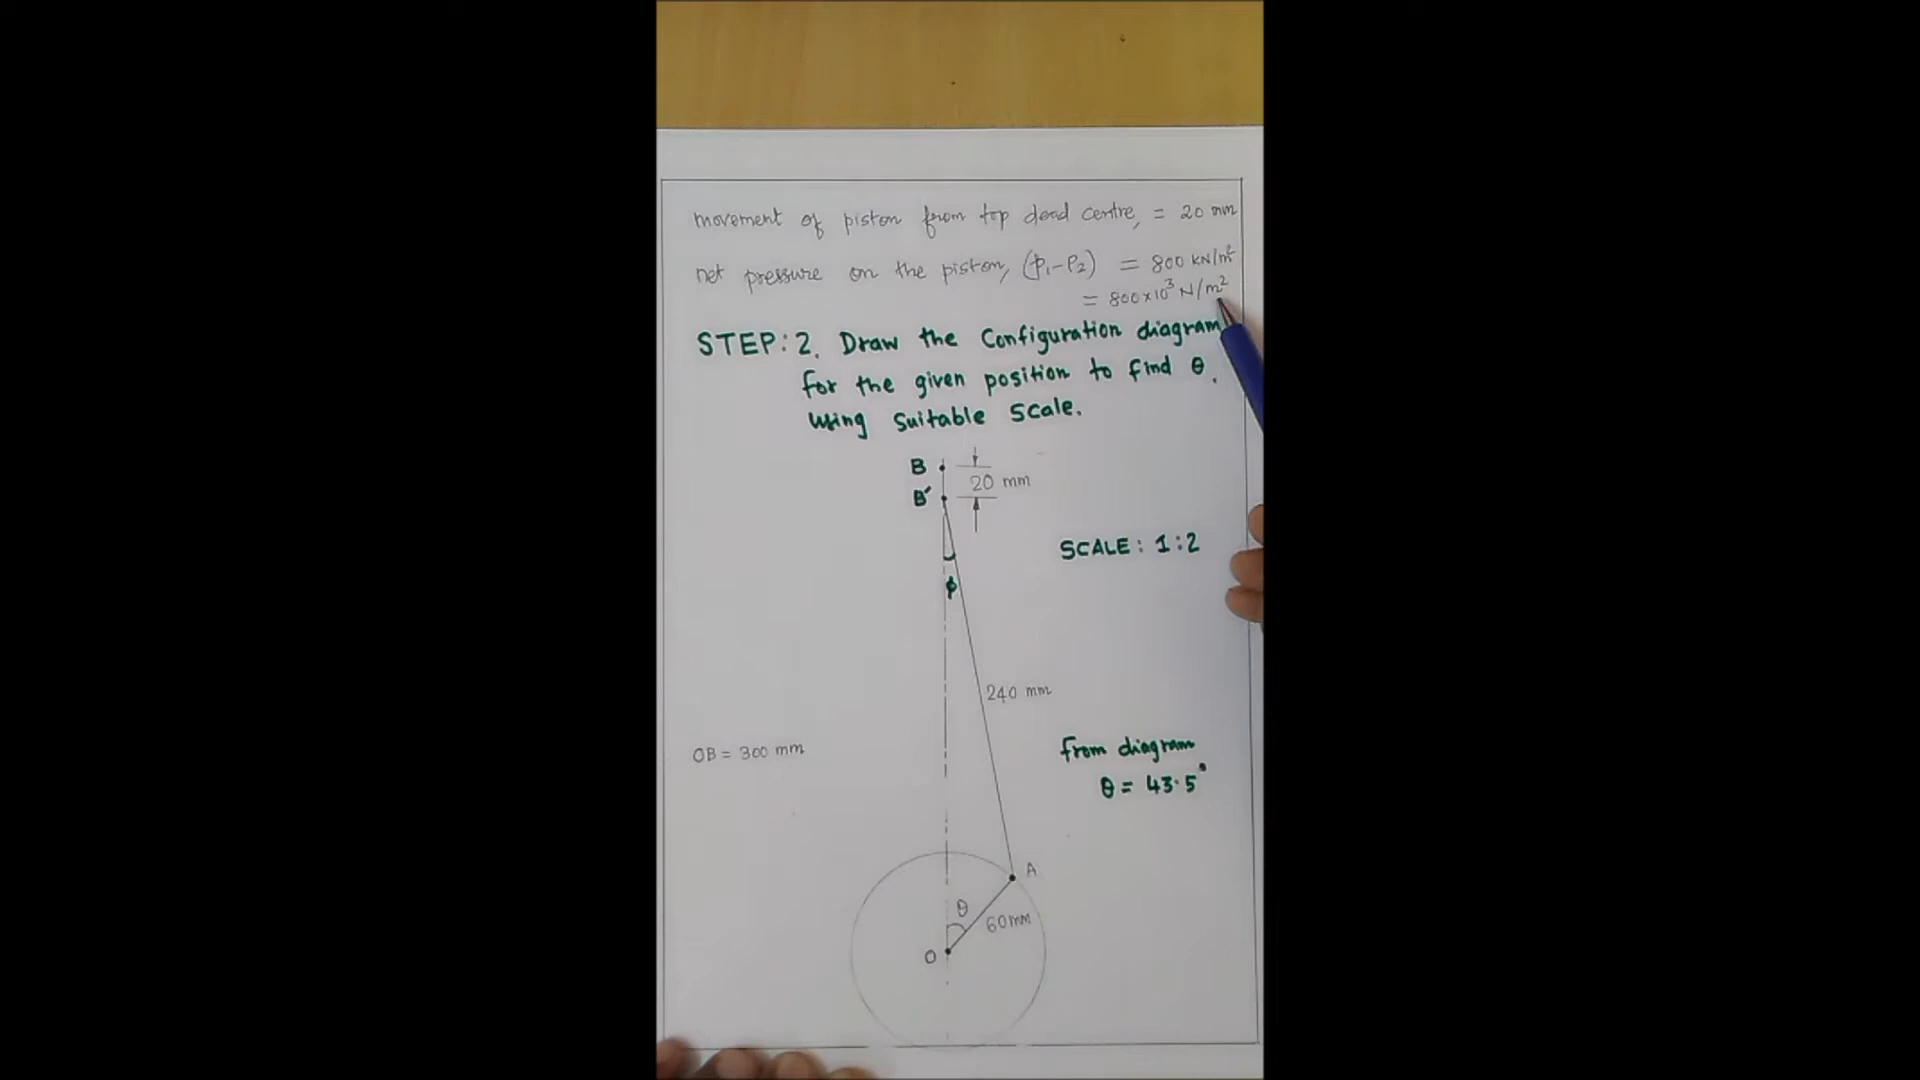 movement of piston from top dead centre, = 20 mm
net pressure on the piston, (P₁-P₂) = 800 KN/m²
= 800×10³ N/m²
STEP: 2. Draw the Configuration diagram
for the given position to find θ.
using suitable scale.
B
20 mm
B′
SCALE: 1:2
ϕ
240 mm
OB = 300 mm
from diagram
θ = 43.5°
A
θ
60mm
O